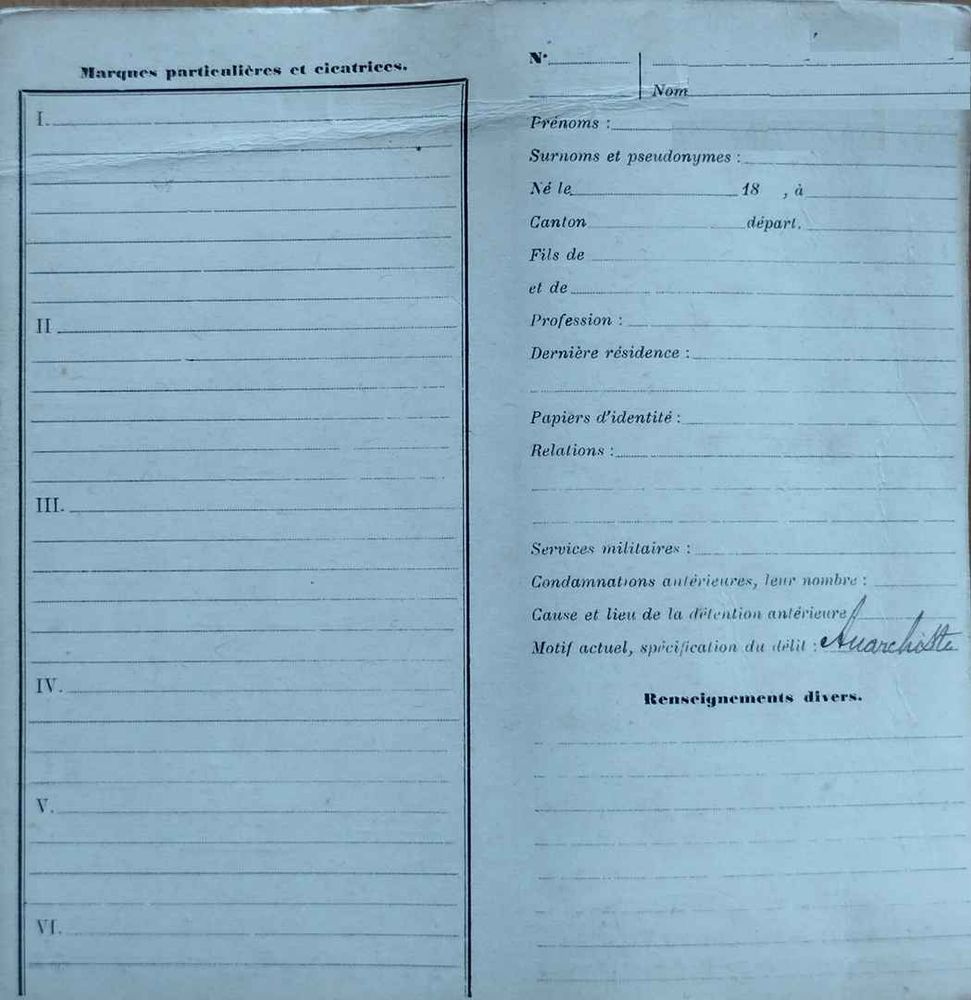 Marques particulières et cicatrices.
I.
II
III.
IV.
V.
VI.
N°
Nom
Prénoms :
Surnoms et pseudonymes :
Né le 18 , à
Canton départ.
Fils de
et de
Profession :
Dernière résidence :
Papiers d'identité :
Relations :
Services militaires :
Condamnations antérieures, leur nombre :
Cause et lieu de la détention antérieure
Motif actuel, spécification du délit : Anarchiste
Renseignements divers.